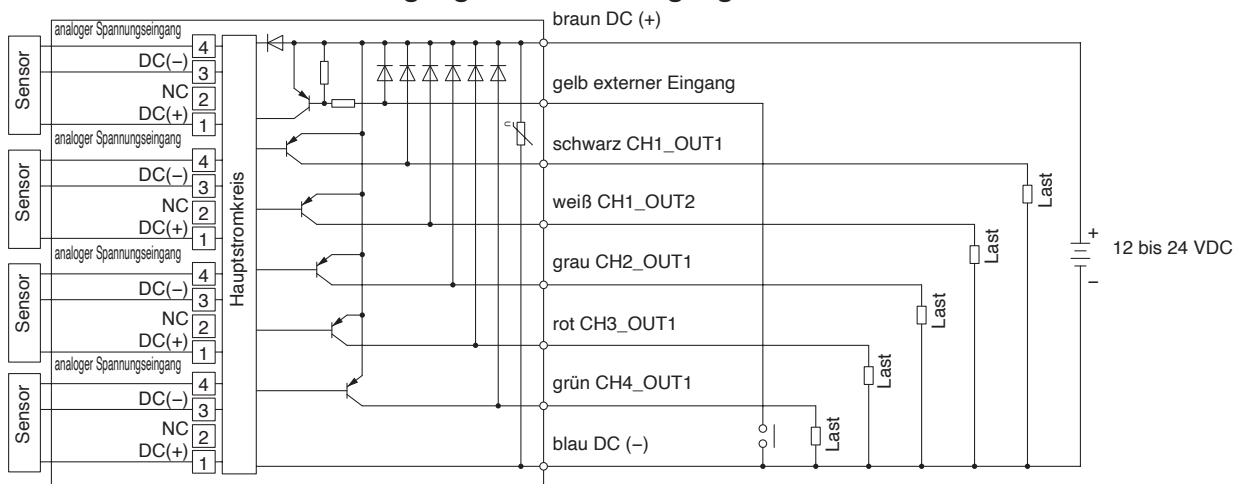 braun DC (+)
analoger Spannungseingang
4
DC(−)
3
NC
2
DC(+)
1
Sensor
gelb externer Eingang
analoger Spannungseingang
4
DC(−)
3
NC
2
DC(+)
1
Sensor
schwarz CH1_OUT1
weiß CH1_OUT2
analoger Spannungseingang
4
DC(−)
3
NC
2
DC(+)
1
Sensor
Hauptstromkreis
grau CH2_OUT1
rot CH3_OUT1
analoger Spannungseingang
4
DC(−)
3
NC
2
DC(+)
1
Sensor
grün CH4_OUT1
blau DC (−)
Last
Last
Last
Last
Last
+
12 bis 24 VDC
−